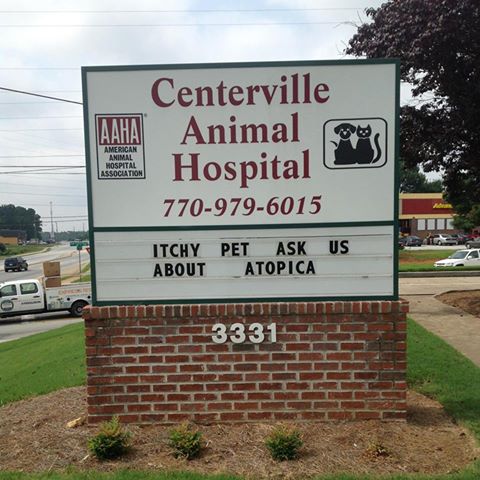 Centerville
Animal
Hospital
770-979-6015
AAHA
AMERICAN
ANIMAL
HOSPITAL
ASSOCIATION
ITCHY PET ASK US
ABOUT ATOPICA
3331